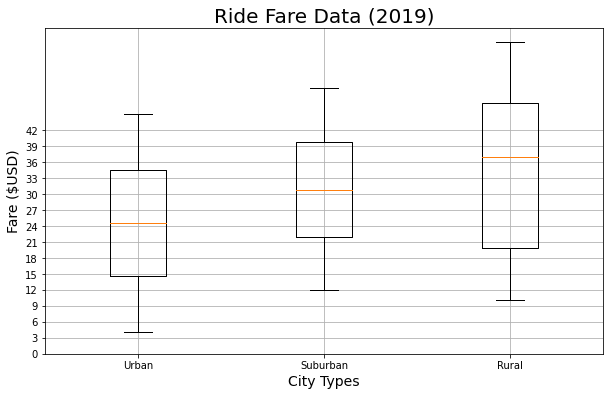 Ride Fare Data (2019)
Fare ($USD)
42
39
36
33
30
27
24
21
18
15
12
9
6
3
0
Urban
Suburban
Rural
City Types